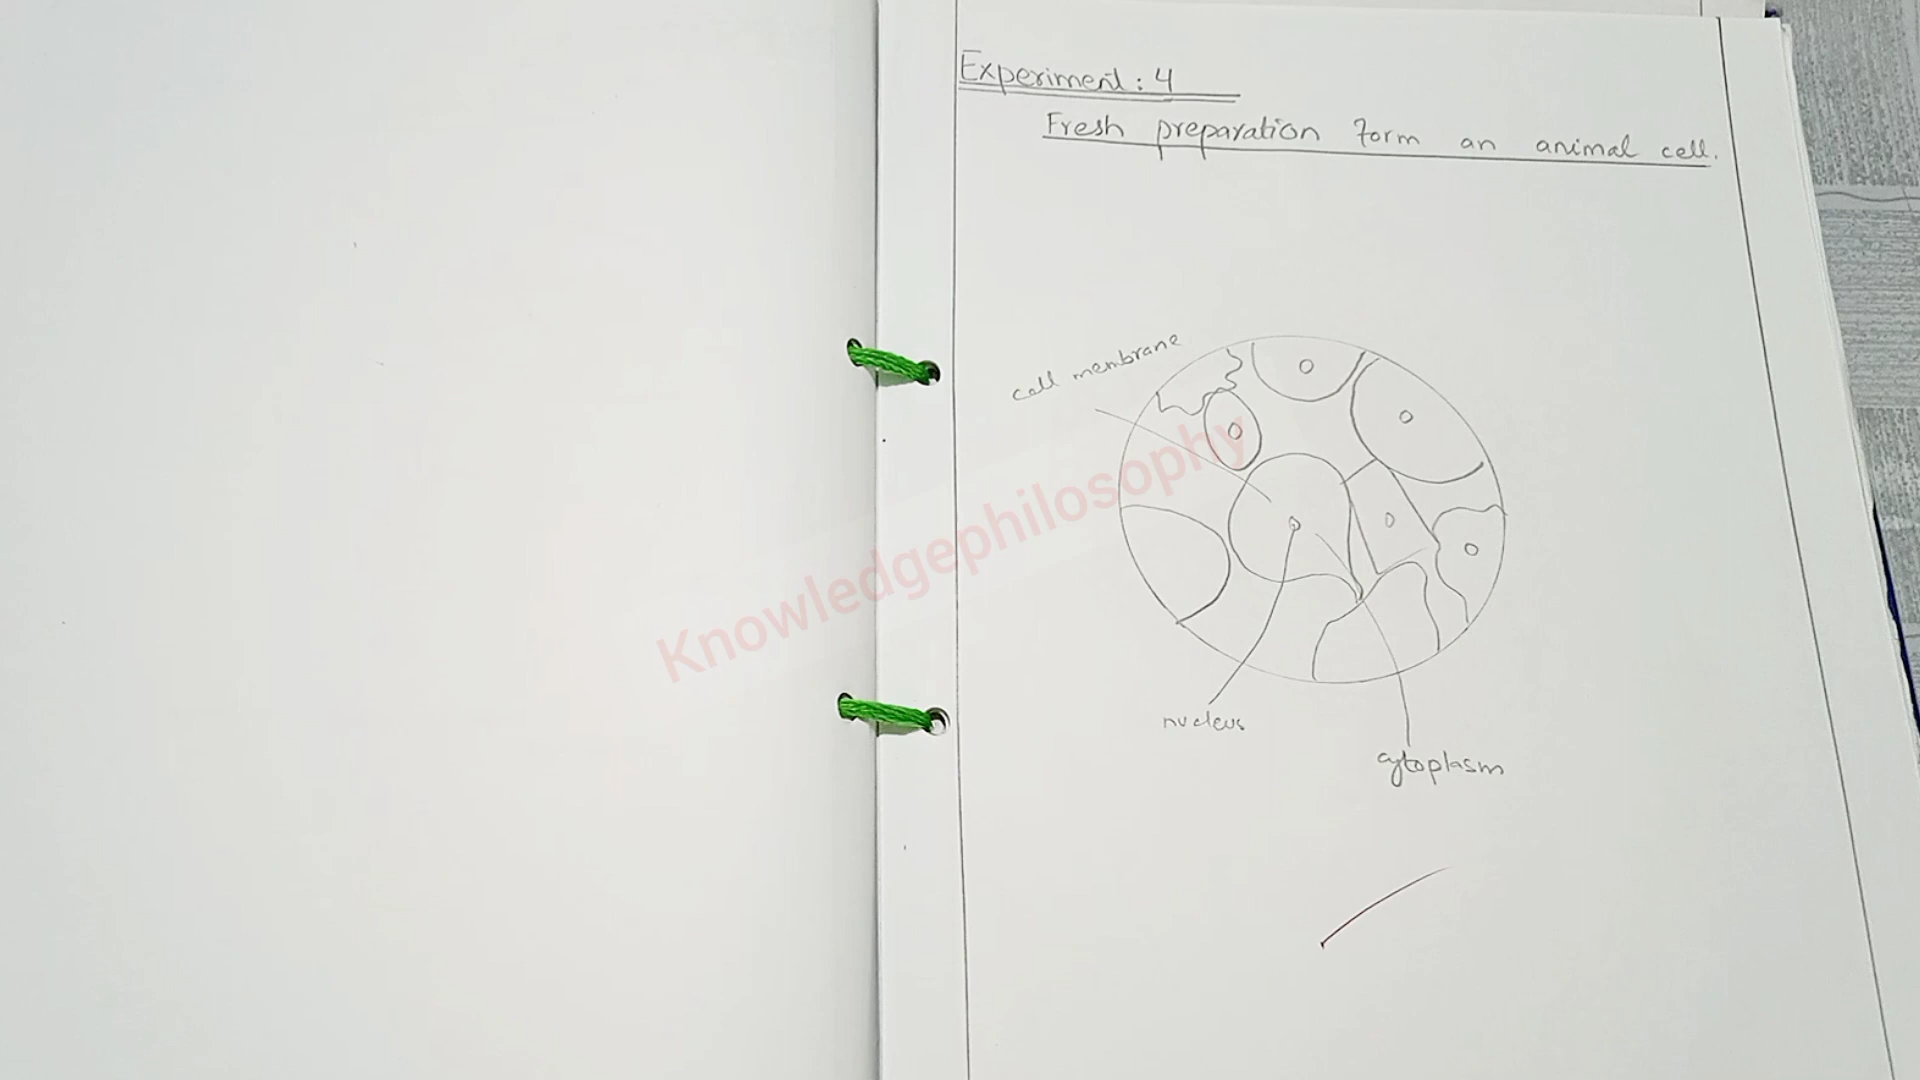 Experiment: 4
Fresh preparation form an animal cell.
cell membrane
Knowledgephilosophy
nucleus
cytoplasm